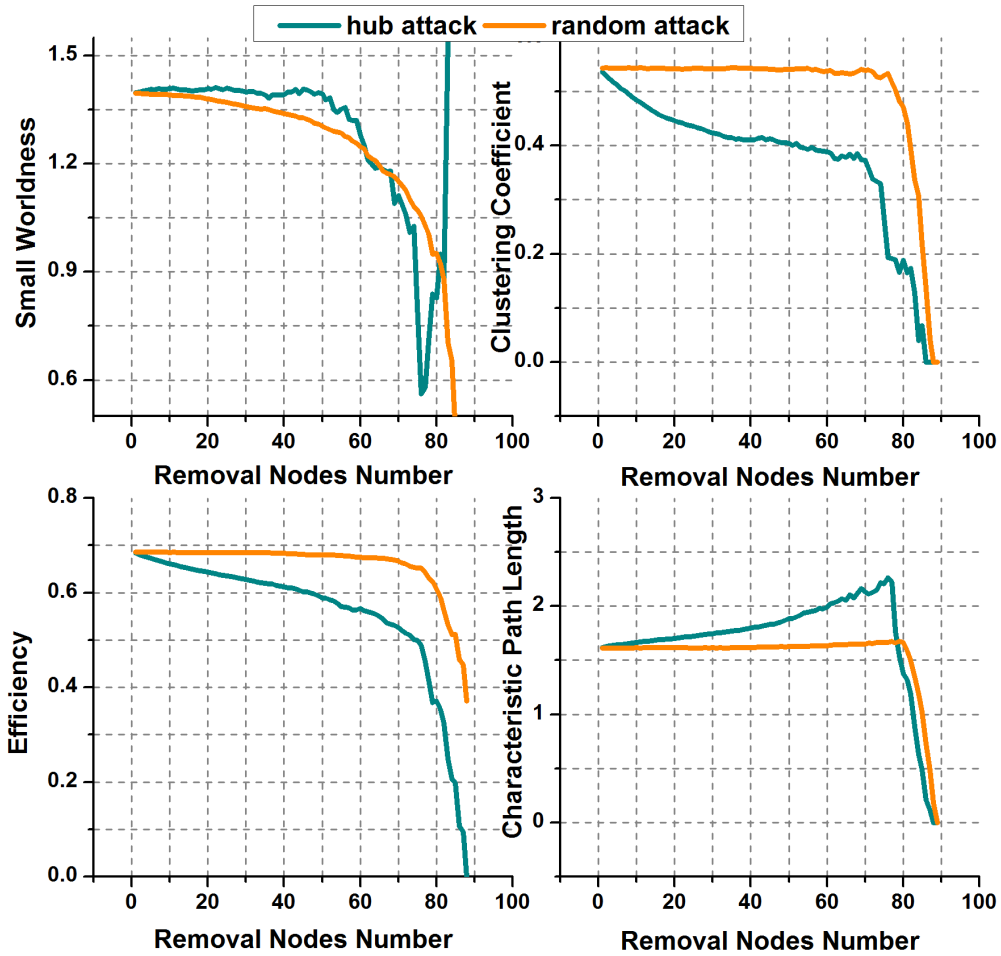 hub attack random attack
1.5
1.2
0.9
0.6
Small Worldness
0 20 40 60 80 100
Removal Nodes Number
0.4
0.2
0.0
Clustering Coefficient
0 20 40 60 80 100
Removal Nodes Number
0.8
0.6
0.4
0.2
0.0
Efficiency
0 20 40 60 80 100
Removal Nodes Number
3
2
1
0
Characteristic Path Length
0 20 40 60 80 100
Removal Nodes Number